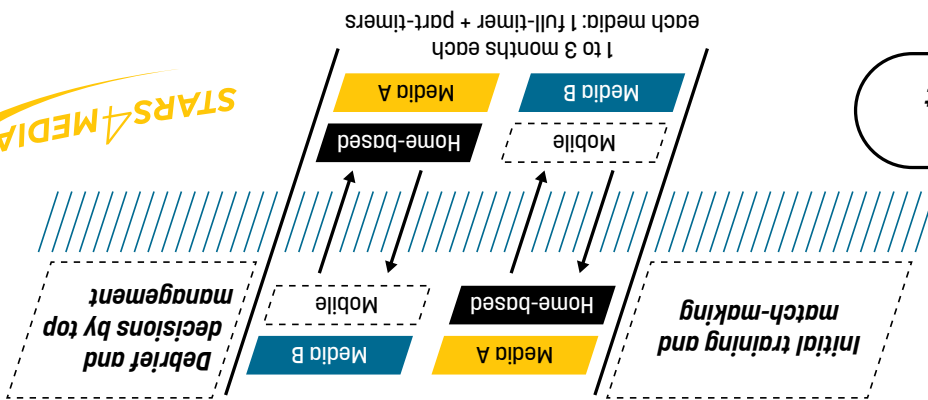 Initial training and
match-making
Media A
Home-based
Media B
Mobile
Debrief and
decisions by top
management
Mobile
Media B
Home-based
Media A
1 to 3 months each
each media: 1 full-timer + part-timers
STARS4MEDIA